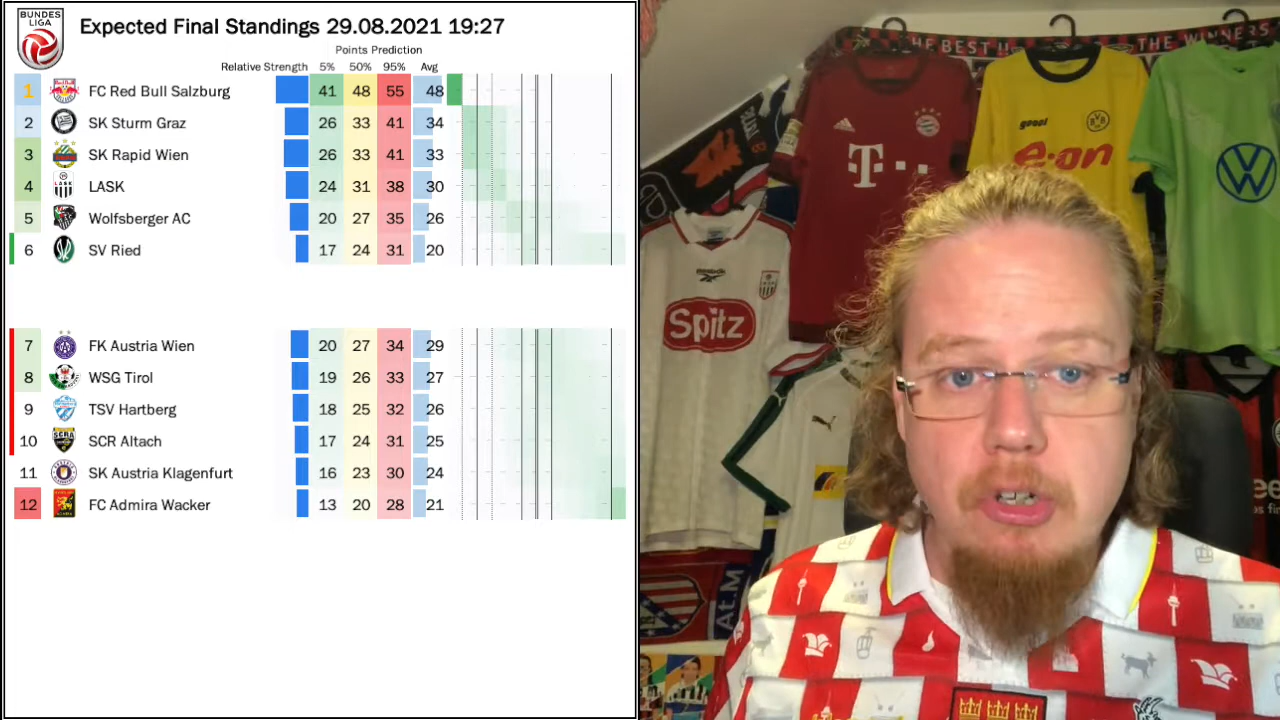 BUNDES
LIGA
Expected Final Standings 29.08.2021 19:27
Points Prediction
Relative Strength 5% 50% 95% Avg
1 FC Red Bull Salzburg 41 48 55 48
2 SK Sturm Graz 26 33 41 34
3 SK Rapid Wien 26 33 41 33
4 LASK 24 31 38 30
5 Wolfsberger AC 20 27 35 26
6 SV Ried 17 24 31 20
7 FK Austria Wien 20 27 34 29
8 WSG Tirol 19 26 33 27
9 TSV Hartberg 18 25 32 26
10 SCR Altach 17 24 31 25
11 SK Austria Klagenfurt 16 23 30 24
12 FC Admira Wacker 13 20 28 21
THE BEST !!
THE WINNERS
adidas
T
goool
BVB
e·on
Reebok
LASK
Spitz
At.M